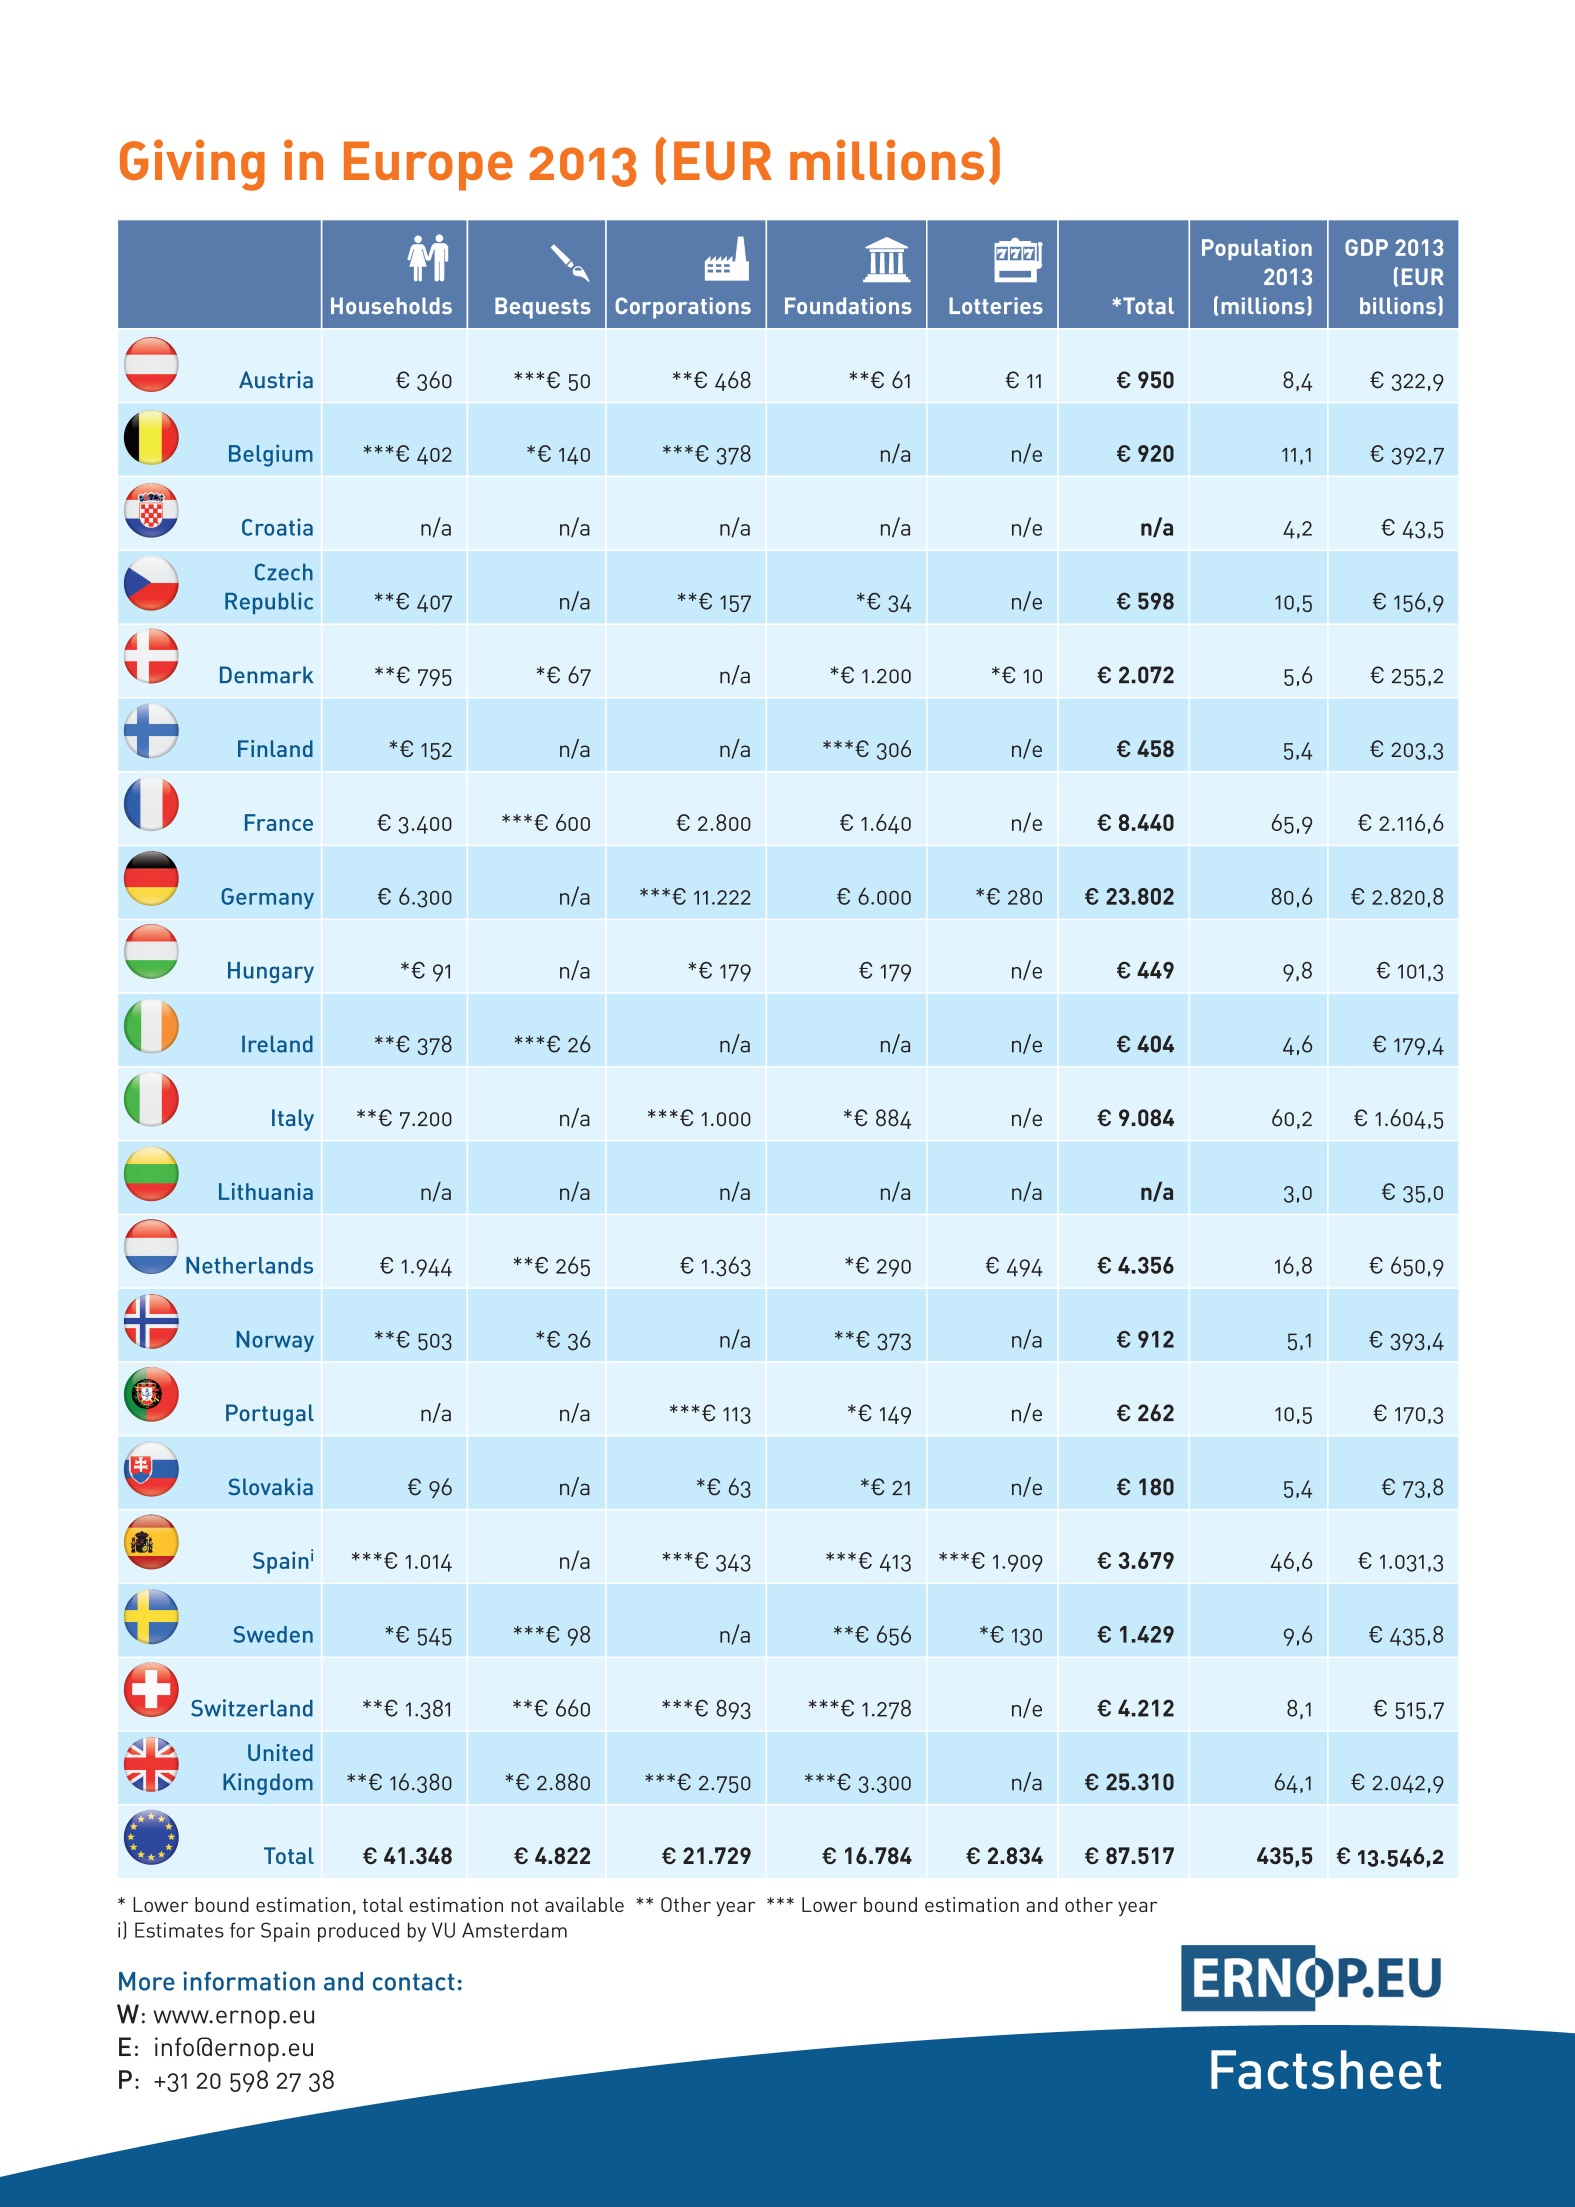 Giving in Europe 2013 (EUR millions)
Households Bequests Corporations Foundations Lotteries *Total Population 2013 (millions) GDP 2013 (EUR billions)
Austria € 360 ***€ 50 **€ 468 **€ 61 € 11 € 950 8,4 € 322,9
Belgium ***€ 402 *€ 140 ***€ 378 n/a n/e € 920 11,1 € 392,7
Croatia n/a n/a n/a n/a n/e n/a 4,2 € 43,5
Czech Republic **€ 407 n/a **€ 157 *€ 34 n/e € 598 10,5 € 156,9
Denmark **€ 795 *€ 67 n/a *€ 1.200 *€ 10 € 2.072 5,6 € 255,2
Finland *€ 152 n/a n/a ***€ 306 n/e € 458 5,4 € 203,3
France € 3.400 ***€ 600 € 2.800 € 1.640 n/e € 8.440 65,9 € 2.116,6
Germany € 6.300 n/a ***€ 11.222 € 6.000 *€ 280 € 23.802 80,6 € 2.820,8
Hungary *€ 91 n/a *€ 179 € 179 n/e € 449 9,8 € 101,3
Ireland **€ 378 ***€ 26 n/a n/a n/e € 404 4,6 € 179,4
Italy **€ 7.200 n/a ***€ 1.000 *€ 884 n/e € 9.084 60,2 € 1.604,5
Lithuania n/a n/a n/a n/a n/a n/a 3,0 € 35,0
Netherlands € 1.944 **€ 265 € 1.363 *€ 290 € 494 € 4.356 16,8 € 650,9
Norway **€ 503 *€ 36 n/a **€ 373 n/a € 912 5,1 € 393,4
Portugal n/a n/a ***€ 113 *€ 149 n/e € 262 10,5 € 170,3
Slovakia € 96 n/a *€ 63 *€ 21 n/e € 180 5,4 € 73,8
Spain i ***€ 1.014 n/a ***€ 343 ***€ 413 ***€ 1.909 € 3.679 46,6 € 1.031,3
Sweden *€ 545 ***€ 98 n/a **€ 656 *€ 130 € 1.429 9,6 € 435,8
Switzerland **€ 1.381 **€ 660 ***€ 893 ***€ 1.278 n/e € 4.212 8,1 € 515,7
United Kingdom **€ 16.380 *€ 2.880 ***€ 2.750 ***€ 3.300 n/a € 25.310 64,1 € 2.042,9
Total € 41.348 € 4.822 € 21.729 € 16.784 € 2.834 € 87.517 435,5 € 13.546,2
* Lower bound estimation, total estimation not available ** Other year *** Lower bound estimation and other year
i) Estimates for Spain produced by VU Amsterdam
More information and contact:
W: www.ernop.eu
E: info@ernop.eu
P: +31 20 598 27 38
ERNOP.EU
Factsheet